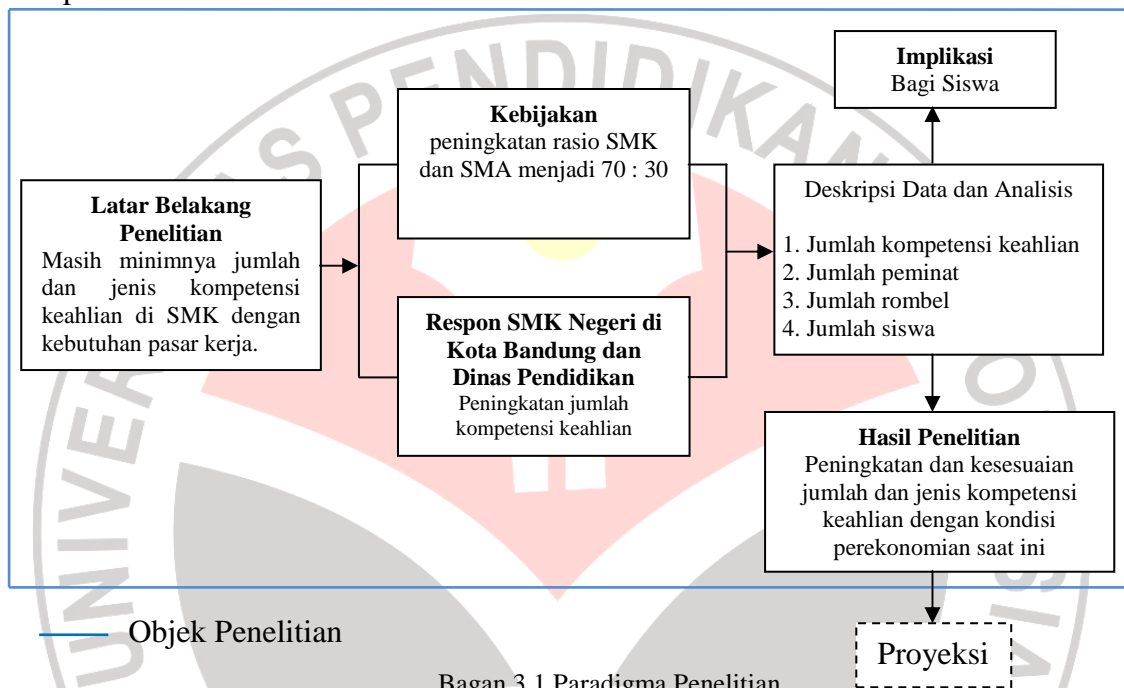 Implikasi
Bagi Siswa
Kebijakan
peningkatan rasio SMK
dan SMA menjadi 70 : 30
Latar Belakang
Penelitian
Masih minimnya jumlah
dan jenis kompetensi
keahlian di SMK dengan
kebutuhan pasar kerja.
Respon SMK Negeri di
Kota Bandung dan
Dinas Pendidikan
Peningkatan jumlah
kompetensi keahlian
Deskripsi Data dan Analisis
1. Jumlah kompetensi keahlian
2. Jumlah peminat
3. Jumlah rombel
4. Jumlah siswa
Hasil Penelitian
Peningkatan dan kesesuaian
jumlah dan jenis kompetensi
keahlian dengan kondisi
perekonomian saat ini
Objek Penelitian
Proyeksi
Bagan 3.1 Paradigma Penelitian